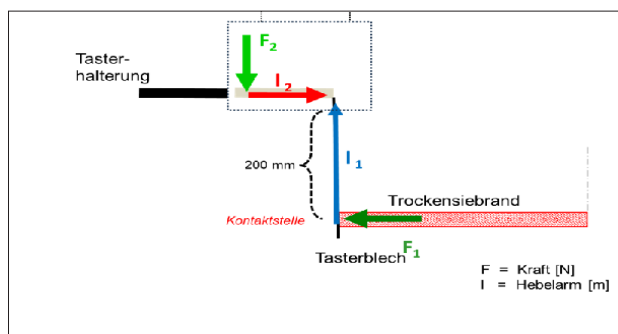 F2
Taster-
halterung
l2
200 mm
l1
Trockensiebrand
Kontaktstelle
F1
Tasterblech
F = Kraft [N]
l = Hebelarm [m]